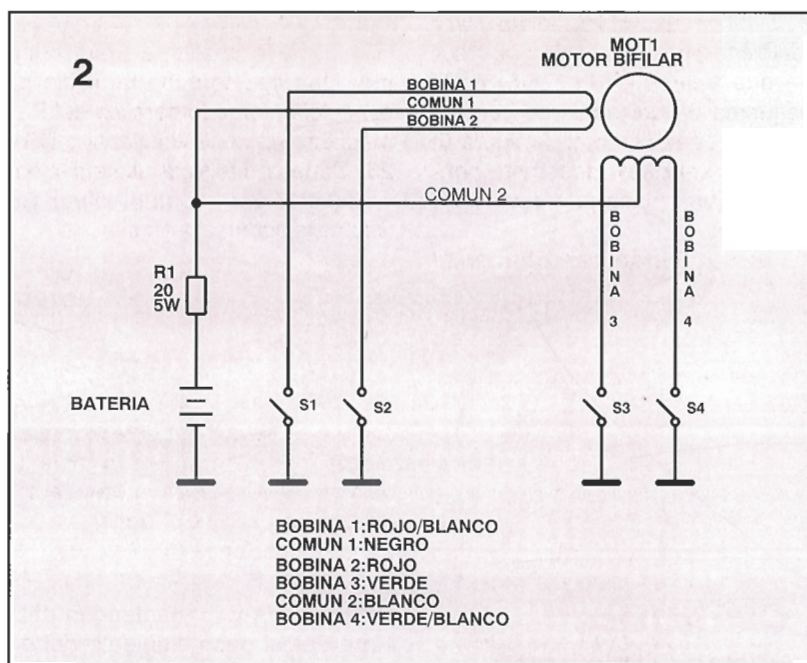 2
MOT1
MOTOR BIFILAR
BOBINA 1
COMUN 1
BOBINA 2
COMUN 2
BOBINA 3
BOBINA 4
R1
20
5W
BATERIA
S1
S2
S3
S4
BOBINA 1:ROJO/BLANCO
COMUN 1:NEGRO
BOBINA 2:ROJO
BOBINA 3:VERDE
COMUN 2:BLANCO
BOBINA 4:VERDE/BLANCO